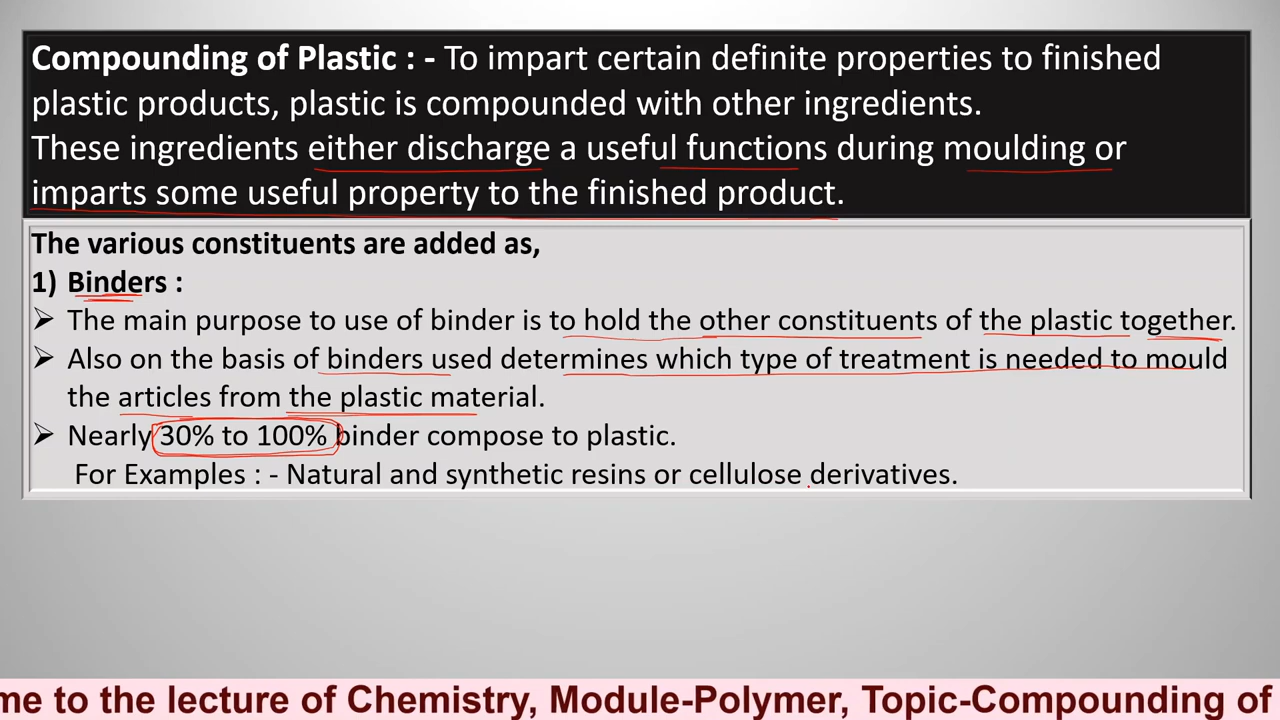 Compounding of Plastic : - To impart certain definite properties to finished
plastic products, plastic is compounded with other ingredients.
These ingredients either discharge a useful functions during moulding or
imparts some useful property to the finished product.
The various constituents are added as,
1) Binders :
➢ The main purpose to use of binder is to hold the other constituents of the plastic together.
➢ Also on the basis of binders used determines which type of treatment is needed to mould
the articles from the plastic material.
➢ Nearly 30% to 100% binder compose to plastic.
For Examples : - Natural and synthetic resins or cellulose derivatives.
me to the lecture of Chemistry, Module-Polymer, Topic-Compounding of